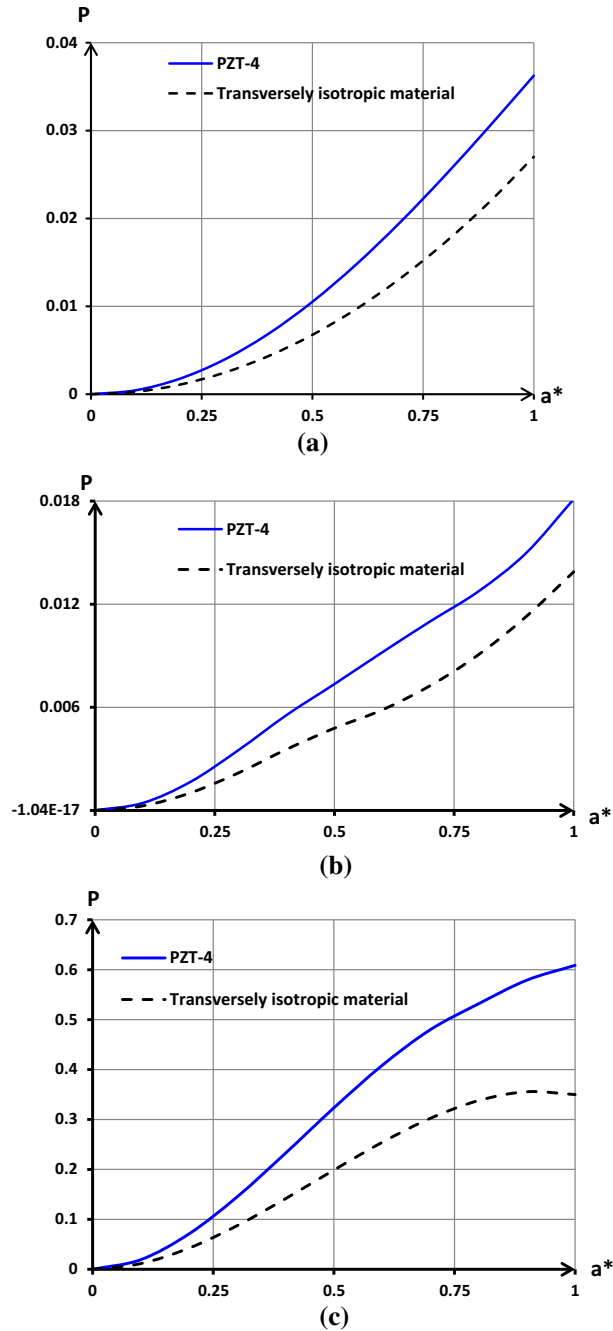 P
0.04
PZT-4
Transversely isotropic material
0.03
0.02
0.01
0
0 0.25 0.5 0.75 1 a*
(a)
P
0.018
PZT-4
Transversely isotropic material
0.012
0.006
-1.04E-17
0 0.25 0.5 0.75 1 a*
(b)
P
0.7
PZT-4
0.6
Transversely isotropic material
0.5
0.4
0.3
0.2
0.1
0
0 0.25 0.5 0.75 1 a*
(c)